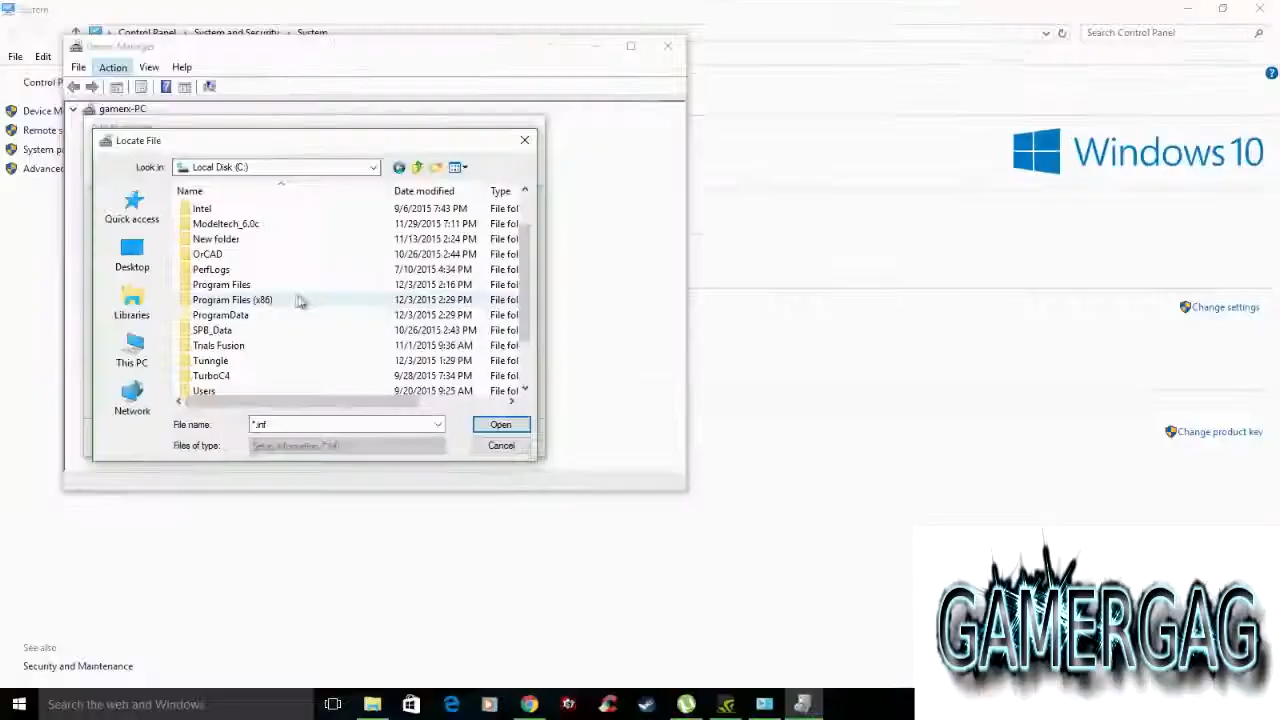 System
Control Panel
System and Security
System
Search Control Panel
File
Edit
Device Manager
File
Action
View
Help
gamerx-PC
Control P
Device M
Remote s
System p
Advance
Locate File
Look in:
Local Disk (C:)
Quick access
Desktop
Libraries
This PC
Network
Name
Date modified
Type
Intel 9/6/2015 7:43 PM File fol
Modeltech_6.0c 11/29/2015 7:11 PM File fol
New folder 11/13/2015 2:24 PM File fol
OrCAD 10/26/2015 2:44 PM File fol
PerfLogs 7/10/2015 4:34 PM File fol
Program Files 12/3/2015 2:16 PM File fol
Program Files (x86) 12/3/2015 2:29 PM File fol
ProgramData 12/3/2015 2:29 PM File fol
SPB_Data 10/26/2015 2:43 PM File fol
Trials Fusion 11/1/2015 9:36 AM File fol
Tunngle 12/3/2015 1:29 PM File fol
TurboC4 9/28/2015 7:34 PM File fol
Users 9/20/2015 9:25 AM File fol
File name:
*.inf
Open
Files of type:
Setup Information (*.inf)
Cancel
Windows 10
Change settings
Change product key
See also
Security and Maintenance
GAMERGAG
Search the web and Windows